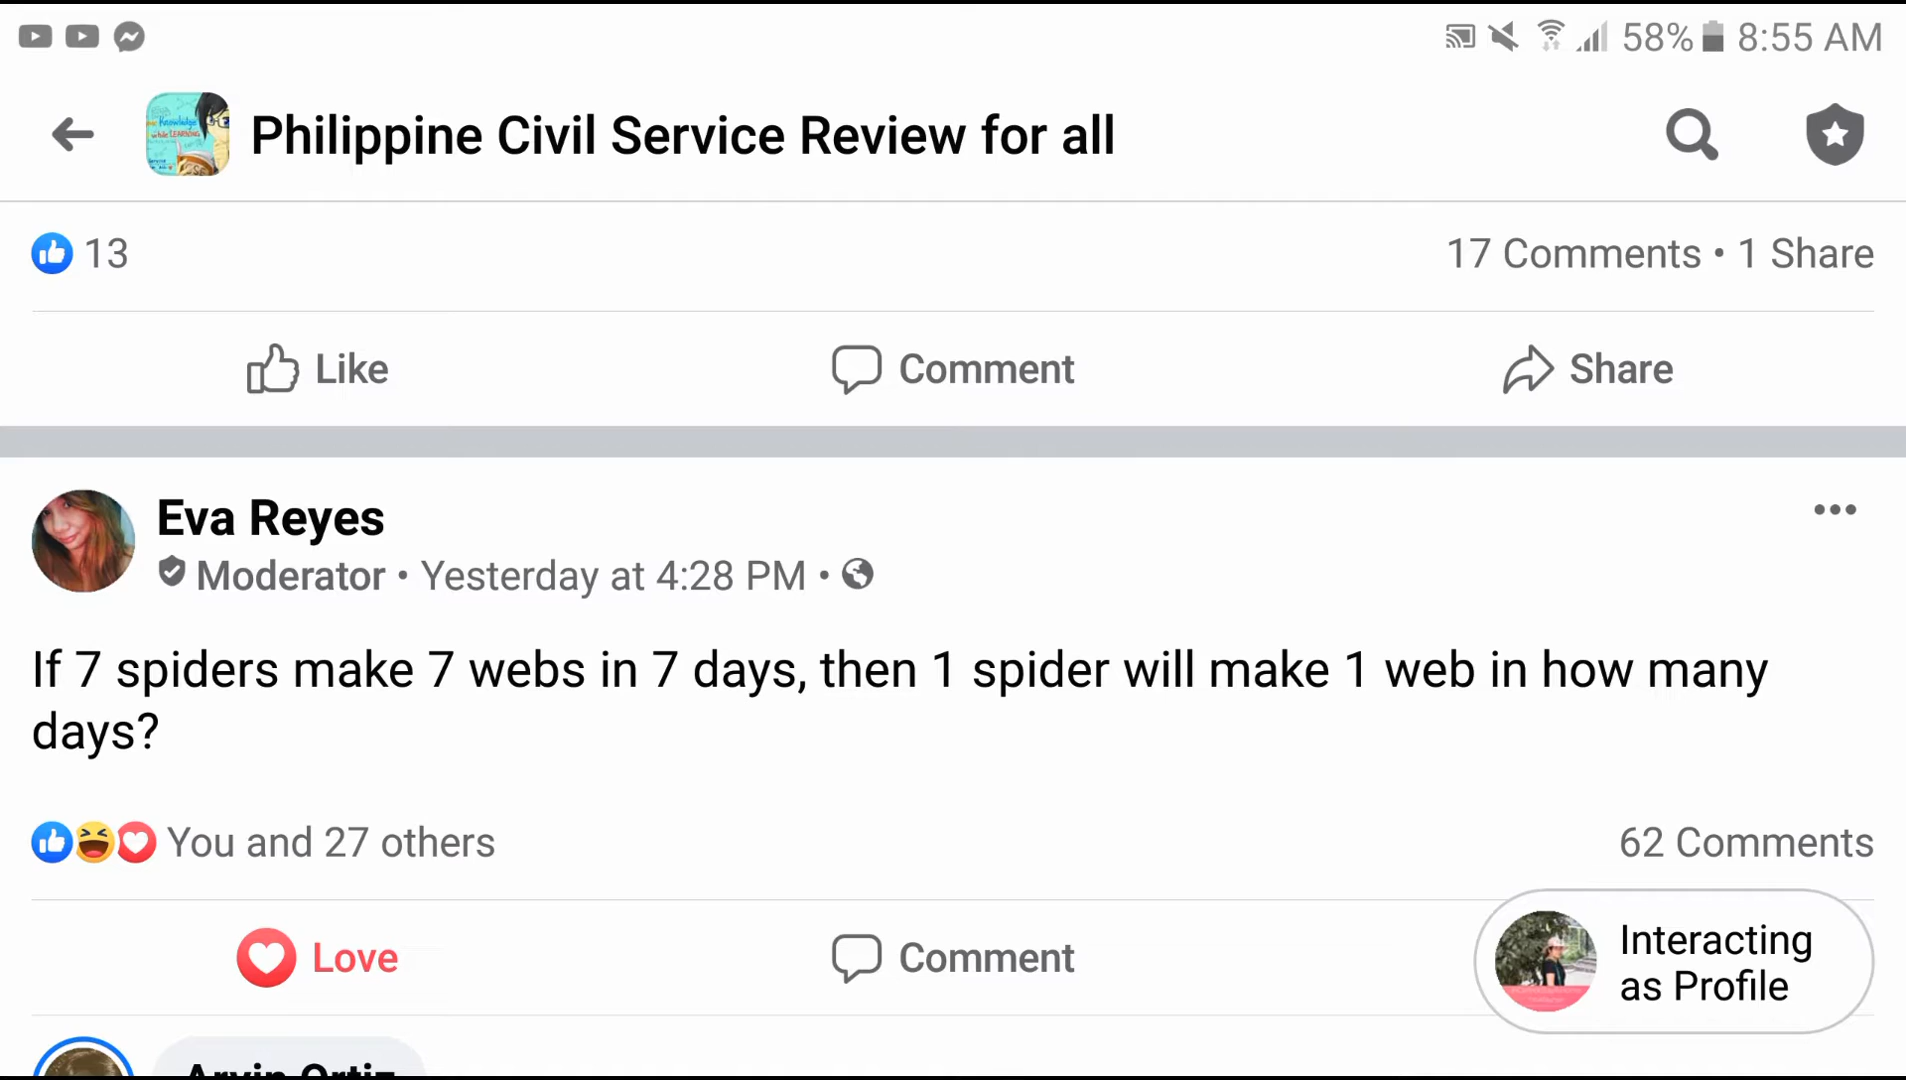 58% 8:55 AM
Philippine Civil Service Review for all
13
17 Comments • 1 Share
Like
Comment
Share
Eva Reyes
Moderator • Yesterday at 4:28 PM •
If 7 spiders make 7 webs in 7 days, then 1 spider will make 1 web in how many
days?
You and 27 others
62 Comments
Love
Comment
Interacting
as Profile
Arvin Ortiz